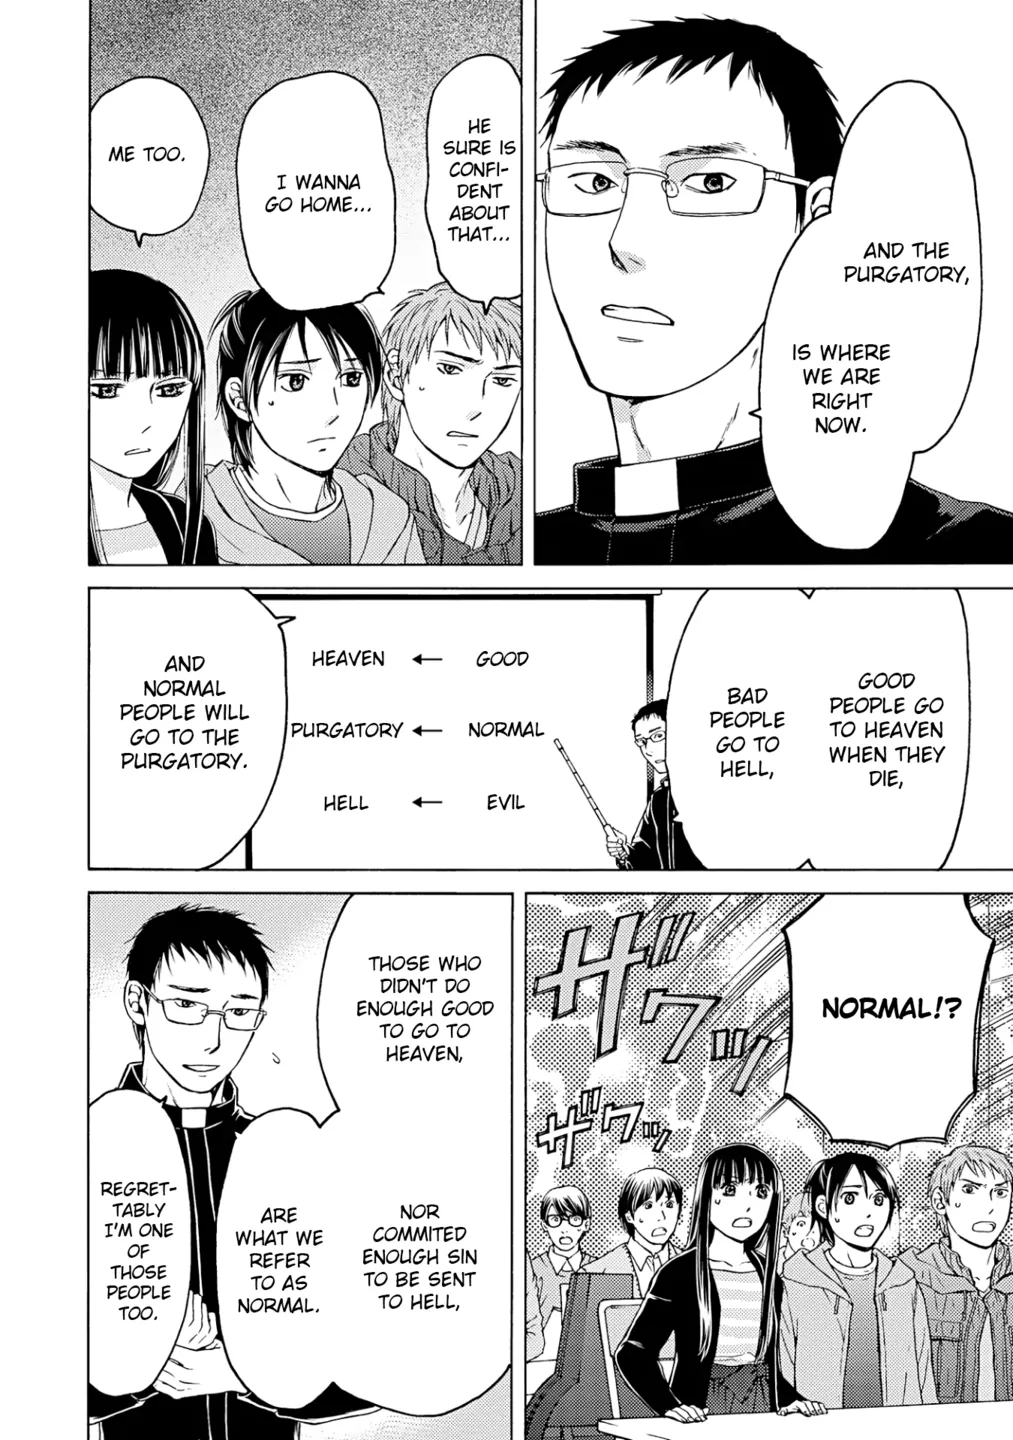 AND THE
PURGATORY,
IS WHERE
WE ARE
RIGHT
NOW.
HE
SURE IS
CONFI-
DENT
ABOUT
THAT...
I WANNA
GO HOME...
ME TOO.
GOOD
PEOPLE GO
TO HEAVEN
WHEN THEY
DIE,
BAD
PEOPLE
GO TO
HELL,
HEAVEN ← GOOD
PURGATORY ← NORMAL
HELL ← EVIL
AND
NORMAL
PEOPLE WILL
GO TO THE
PURGATORY.
NORMAL!?
ザワッ
ザワッ
THOSE WHO
DIDN'T DO
ENOUGH GOOD
TO GO TO
HEAVEN,
NOR
COMMITED
ENOUGH SIN
TO BE SENT
TO HELL,
ARE
WHAT WE
REFER
TO AS
NORMAL.
REGRET-
TABLY
I'M ONE
OF
THOSE
PEOPLE
TOO.